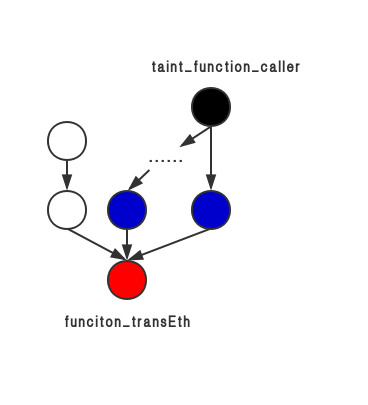 taint_function_caller
......
funciton_transEth